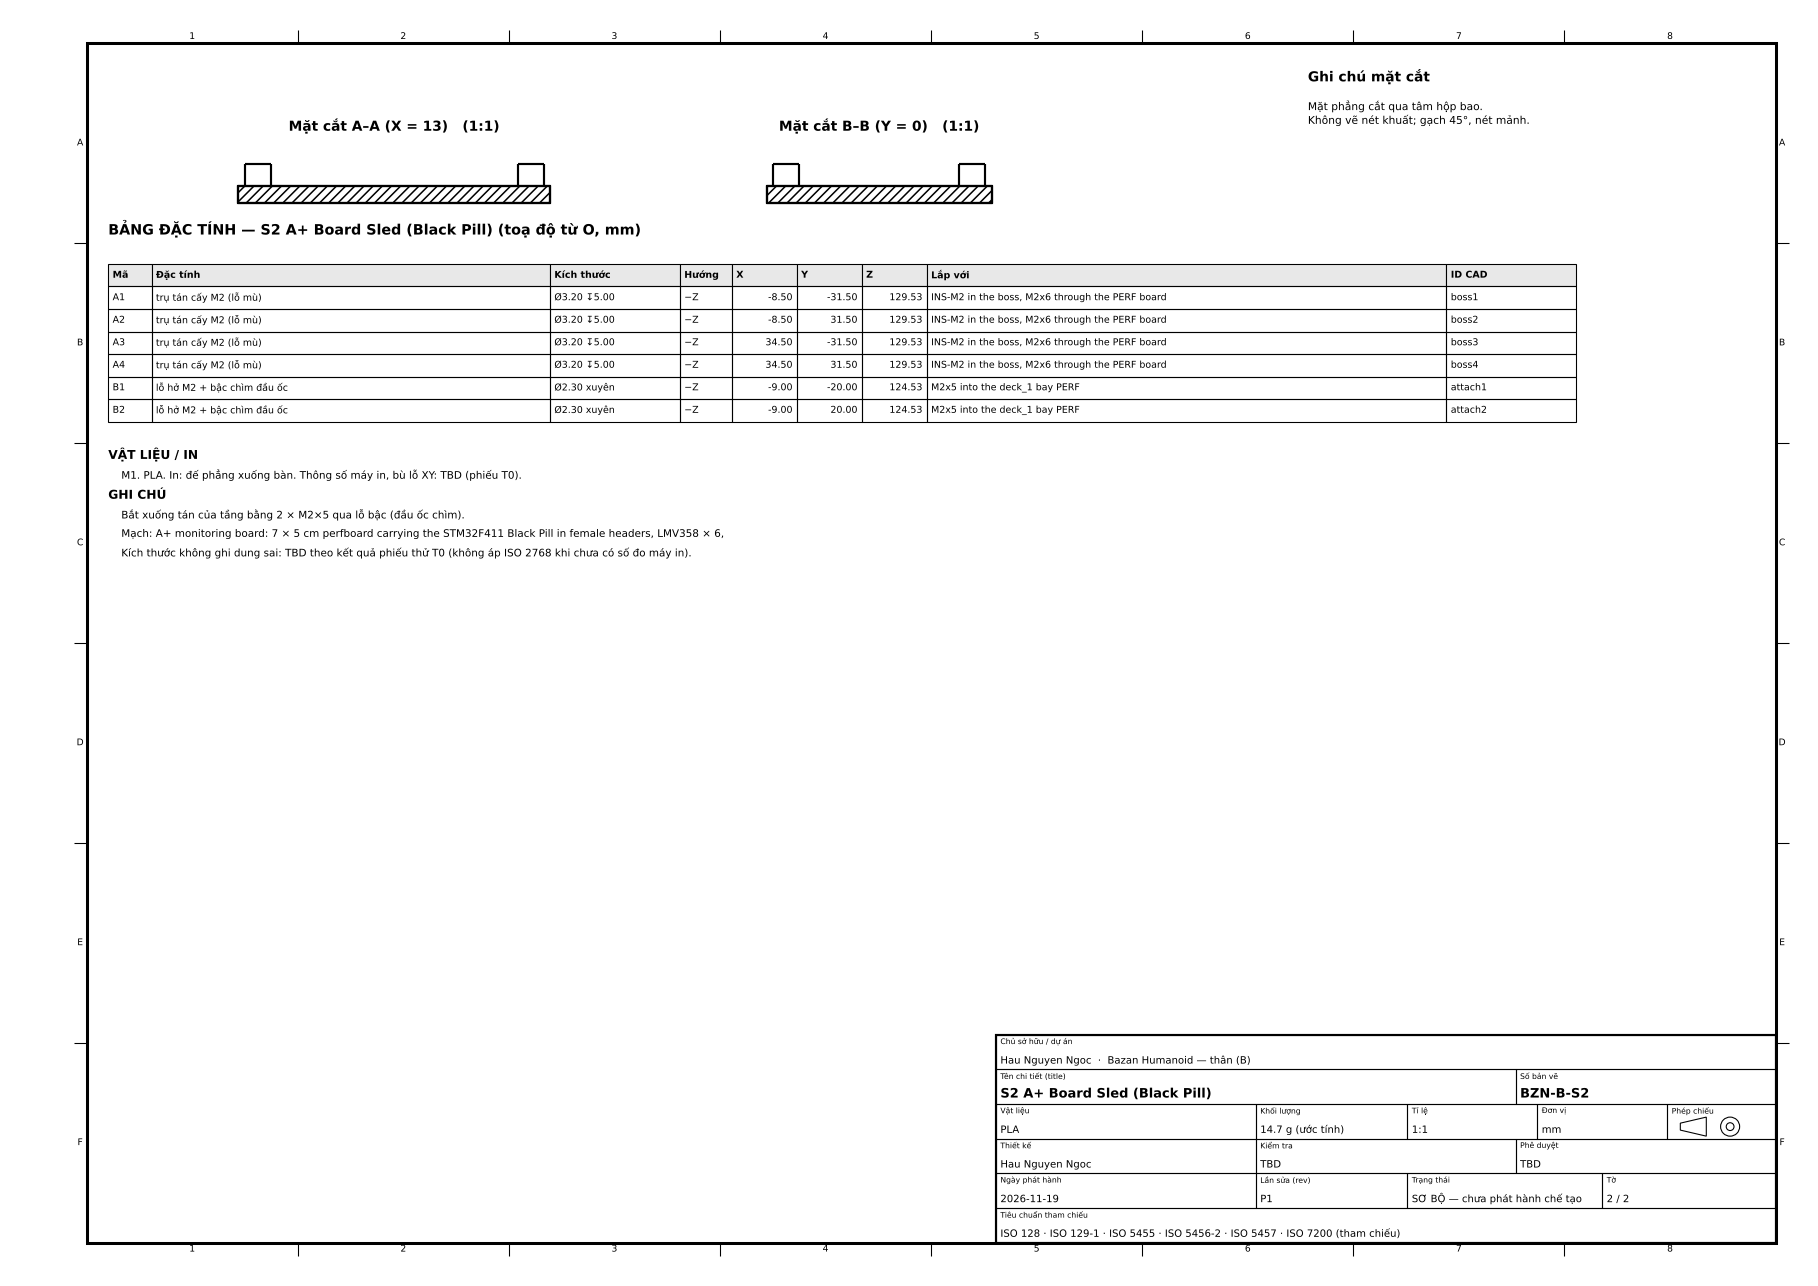 1 2 3 4 5 6 7 8
Ghi chú mặt cắt
Mặt phẳng cắt qua tâm hộp bao.
Không vẽ nét khuất; gạch 45°, nét mảnh.
Mặt cắt A–A (X = 13) (1:1)
Mặt cắt B–B (Y = 0) (1:1)
A A
BẢNG ĐẶC TÍNH — S2 A+ Board Sled (Black Pill) (toạ độ từ O, mm)
Mã Đặc tính Kích thước Hướng X Y Z Lắp với ID CAD
A1 trụ tán cấy M2 (lỗ mù) Ø3.20 ↧5.00 −Z -8.50 -31.50 129.53 INS-M2 in the boss, M2x6 through the PERF board boss1
A2 trụ tán cấy M2 (lỗ mù) Ø3.20 ↧5.00 −Z -8.50 31.50 129.53 INS-M2 in the boss, M2x6 through the PERF board boss2
B B
A3 trụ tán cấy M2 (lỗ mù) Ø3.20 ↧5.00 −Z 34.50 -31.50 129.53 INS-M2 in the boss, M2x6 through the PERF board boss3
A4 trụ tán cấy M2 (lỗ mù) Ø3.20 ↧5.00 −Z 34.50 31.50 129.53 INS-M2 in the boss, M2x6 through the PERF board boss4
B1 lỗ hở M2 + bậc chìm đầu ốc Ø2.30 xuyên −Z -9.00 -20.00 124.53 M2x5 into the deck_1 bay PERF attach1
B2 lỗ hở M2 + bậc chìm đầu ốc Ø2.30 xuyên −Z -9.00 20.00 124.53 M2x5 into the deck_1 bay PERF attach2
VẬT LIỆU / IN
M1. PLA. In: đế phẳng xuống bàn. Thông số máy in, bù lỗ XY: TBD (phiếu T0).
GHI CHÚ
Bắt xuống tán của tầng bằng 2 × M2×5 qua lỗ bậc (đầu ốc chìm).
Mạch: A+ monitoring board: 7 × 5 cm perfboard carrying the STM32F411 Black Pill in female headers, LMV358 × 6,
C C
Kích thước không ghi dung sai: TBD theo kết quả phiếu thử T0 (không áp ISO 2768 khi chưa có số đo máy in).
D D
E E
Chủ sở hữu / dự án
Hau Nguyen Ngoc · Bazan Humanoid — thân (B)
Tên chi tiết (title) Số bản vẽ
S2 A+ Board Sled (Black Pill) BZN-B-S2
Vật liệu Khối lượng Tỉ lệ Đơn vị Phép chiếu
PLA 14.7 g (ước tính) 1:1 mm
F F
Thiết kế Kiểm tra Phê duyệt
Hau Nguyen Ngoc TBD TBD
Ngày phát hành Lần sửa (rev) Trạng thái Tờ
2026-11-19 P1 SƠ BỘ — chưa phát hành chế tạo 2 / 2
Tiêu chuẩn tham chiếu
ISO 128 · ISO 129-1 · ISO 5455 · ISO 5456-2 · ISO 5457 · ISO 7200 (tham chiếu)
1 2 3 4 5 6 7 8